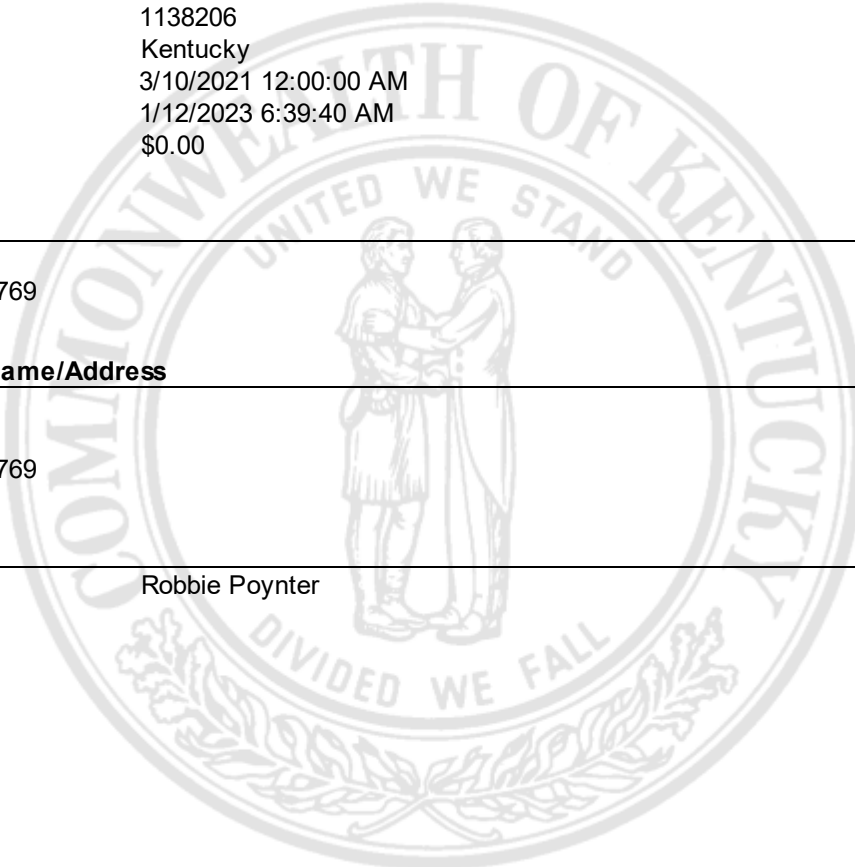 1138206
Kentucky
3/10/2021 12:00:00 AM
1/12/2023 6:39:40 AM
$0.00
769
ame/Address
769
Robbie Poynter
COMMONWEALTH OF KENTUCKY
UNITED WE STAND
DIVIDED WE FALL